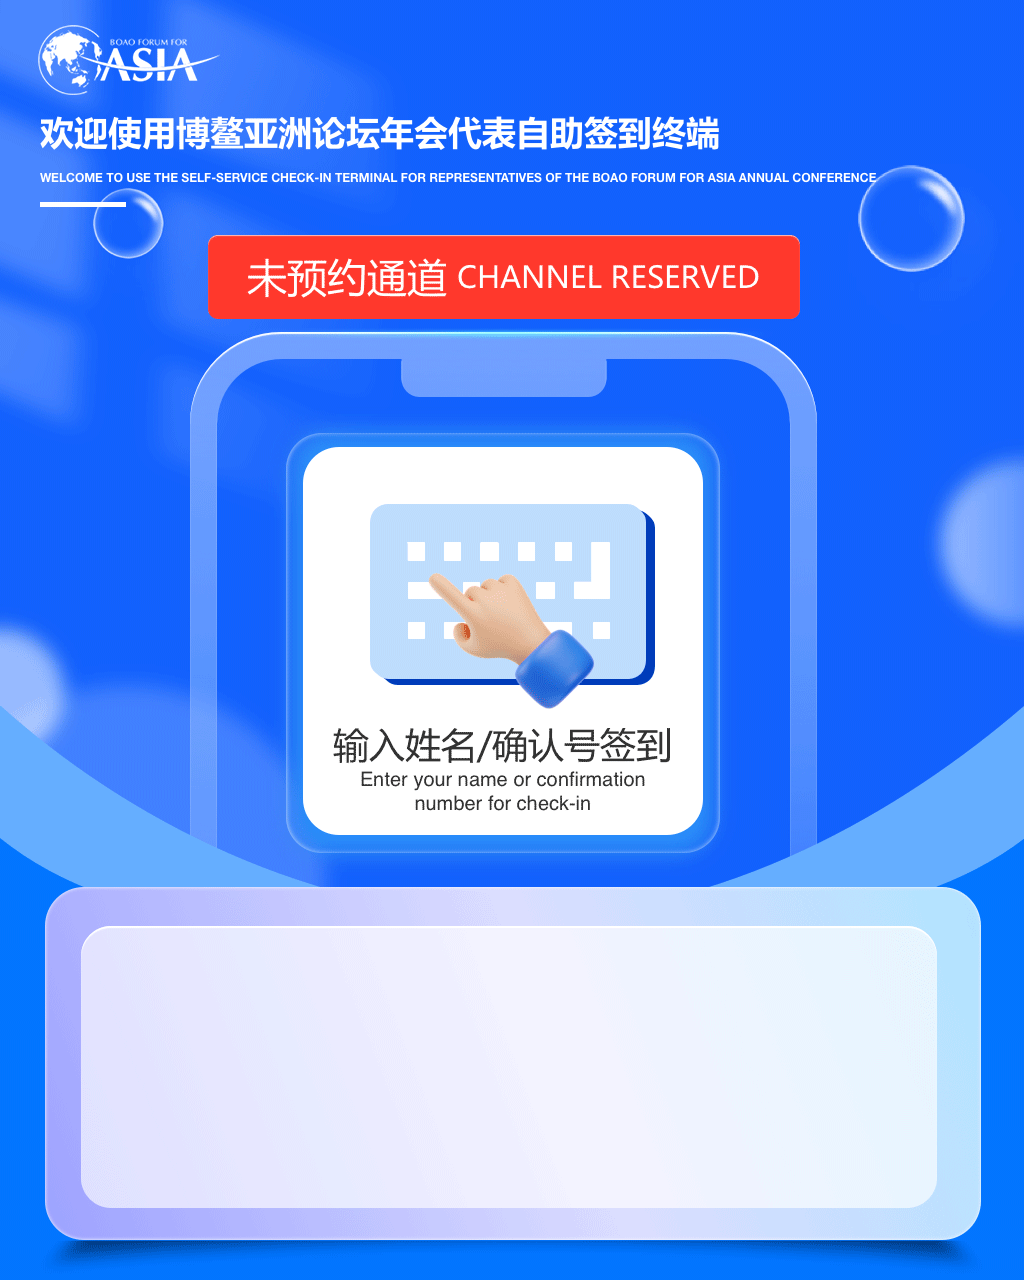 BOAO FORUM FOR
ASIA
欢迎使用博鳌亚洲论坛年会代表自助签到终端
WELCOME TO USE THE SELF-SERVICE CHECK-IN TERMINAL FOR REPRESENTATIVES OF THE BOAO FORUM FOR ASIA ANNUAL CONFERENCE
未预约通道 CHANNEL RESERVED
输入姓名/确认号签到
Enter your name or confirmation
number for check-in